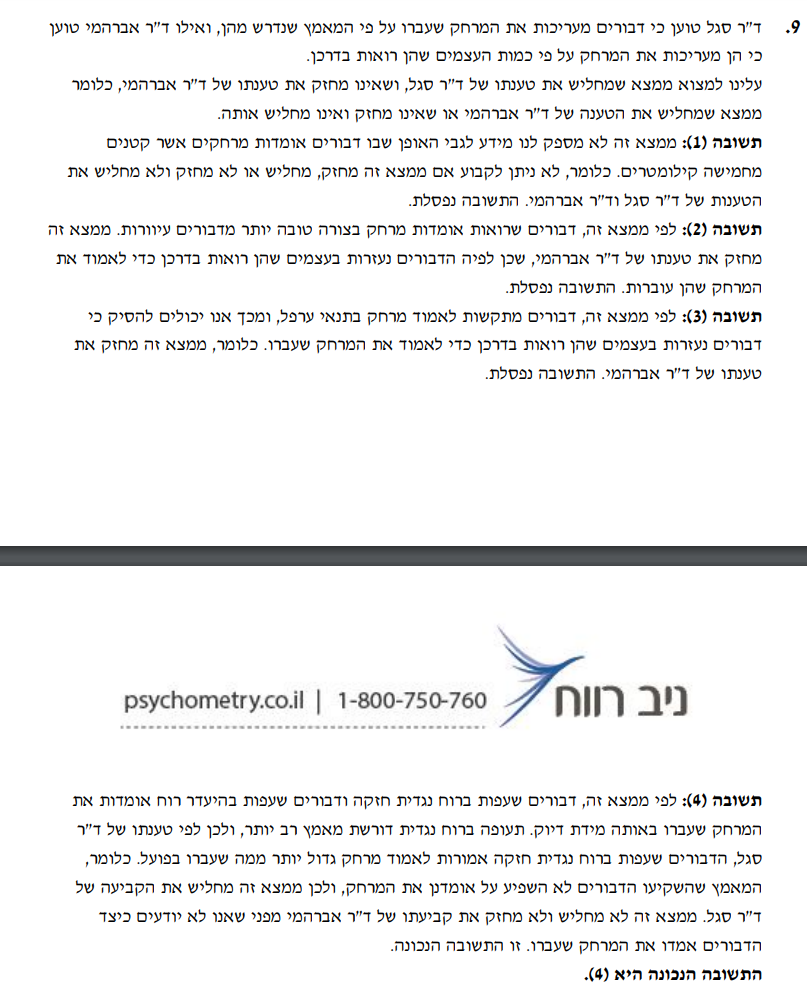 9. ד"ר סגל טוען כי דבורים מעריכות את המרחק שעברו על פי המאמץ שנדרש מהן, ואילו ד"ר אברהמי טוען
כי הן מעריכות את המרחק על פי כמות העצמים שהן רואות בדרכן.
עלינו למצוא ממצא שמחליש את טענתו של ד"ר סגל, ושאינו מחזק את טענתו של ד"ר אברהמי, כלומר
ממצא שמחליש את הטענה של ד"ר אברהמי או שאינו מחזק ואינו מחליש אותה.
תשובה (1): ממצא זה לא מספק לנו מידע לגבי האופן שבו דבורים אומדות מרחקים אשר קטנים
מחמישה קילומטרים. כלומר, לא ניתן לקבוע אם ממצא זה מחזק, מחליש או לא מחזק ולא מחליש את
הטענות של ד"ר סגל וד"ר אברהמי. התשובה נפסלת.
תשובה (2): לפי ממצא זה, דבורים שרואות אומדות מרחק בצורה טובה יותר מדבורים עיוורות. ממצא זה
מחזק את טענתו של ד"ר אברהמי, שכן לפיה הדבורים נעזרות בעצמים שהן רואות בדרכן כדי לאמוד את
המרחק שהן עוברות. התשובה נפסלת.
תשובה (3): לפי ממצא זה, דבורים מתקשות לאמוד מרחק בתנאי ערפל, ומכך אנו יכולים להסיק כי
דבורים נעזרות בעצמים שהן רואות בדרכן כדי לאמוד את המרחק שעברו. כלומר, ממצא זה מחזק את
טענתו של ד"ר אברהמי. התשובה נפסלת.
ניב רווח
psychometry.co.il | 1-800-750-760
תשובה (4): לפי ממצא זה, דבורים שעפות ברוח נגדית חזקה ודבורים שעפות בהיעדר רוח אומדות את
המרחק שעברו באותה מידת דיוק. תעופה ברוח נגדית דורשת מאמץ רב יותר, ולכן לפי טענתו של ד"ר
סגל, הדבורים שעפות ברוח נגדית חזקה אמורות לאמוד מרחק גדול יותר ממה שעברו בפועל. כלומר,
המאמץ שהשקיעו הדבורים לא השפיע על אומדנן את המרחק, ולכן ממצא זה מחליש את הקביעה של
ד"ר סגל. ממצא זה לא מחליש ולא מחזק את קביעתו של ד"ר אברהמי מפני שאנו לא יודעים כיצד
הדבורים אמדו את המרחק שעברו. זו התשובה הנכונה.
התשובה הנכונה היא (4).